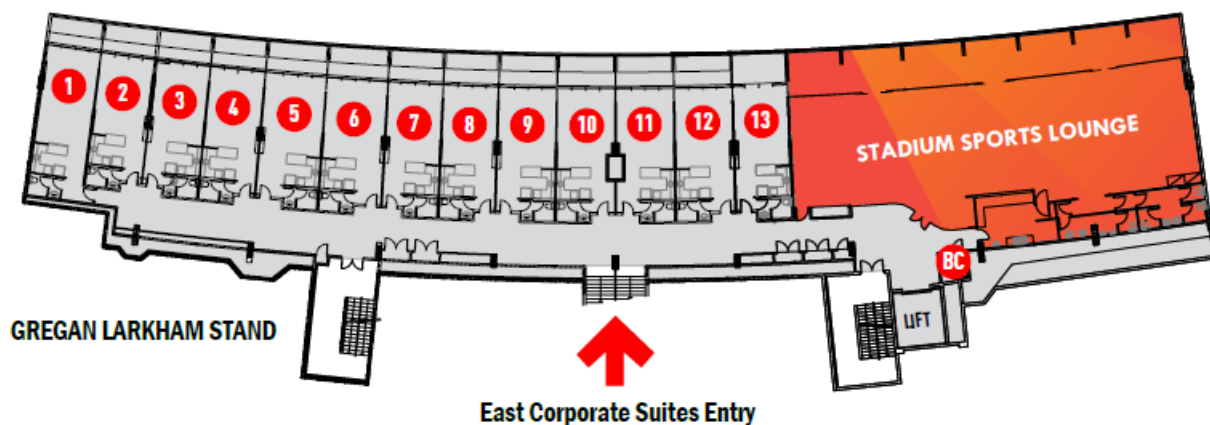 1
2
3
4
5
6
7
8
9
10
11
12
13
STADIUM SPORTS LOUNGE
BC
LIFT
GREGAN LARKHAM STAND
East Corporate Suites Entry